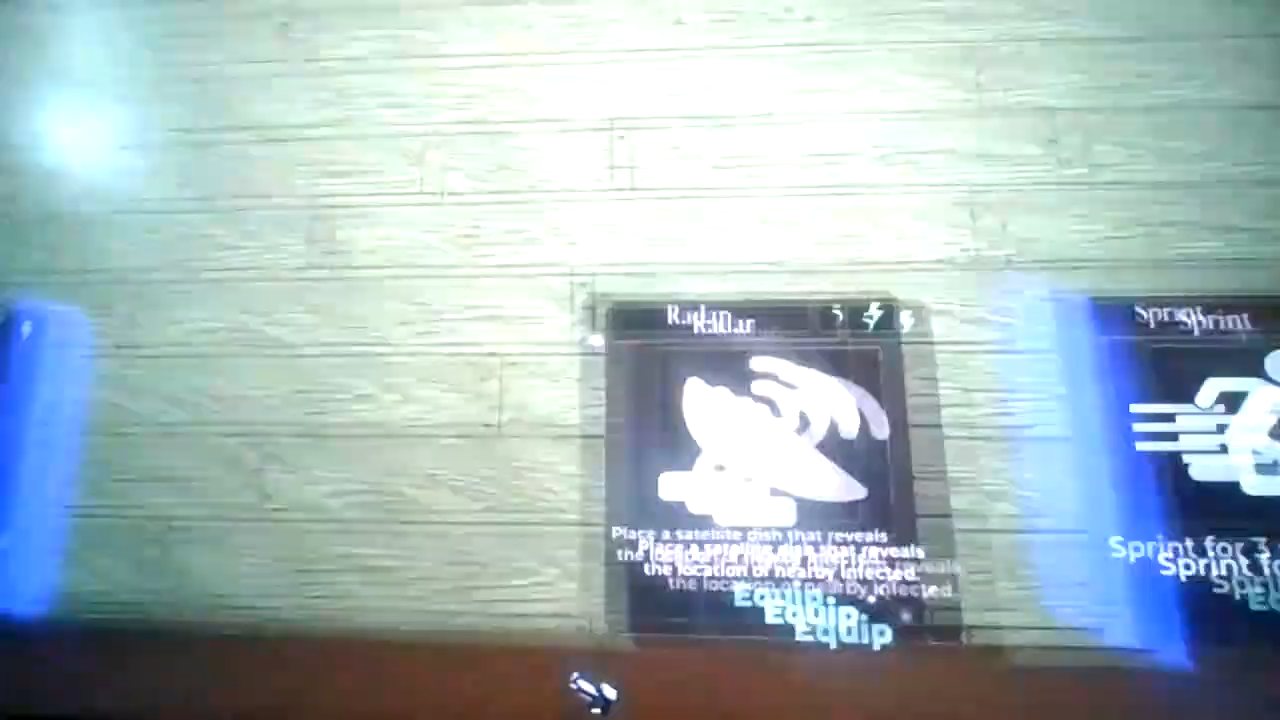 Radar 5
Place a satellite dish that reveals
the location of nearby infected.
Equip
Sprint
Sprint for 3